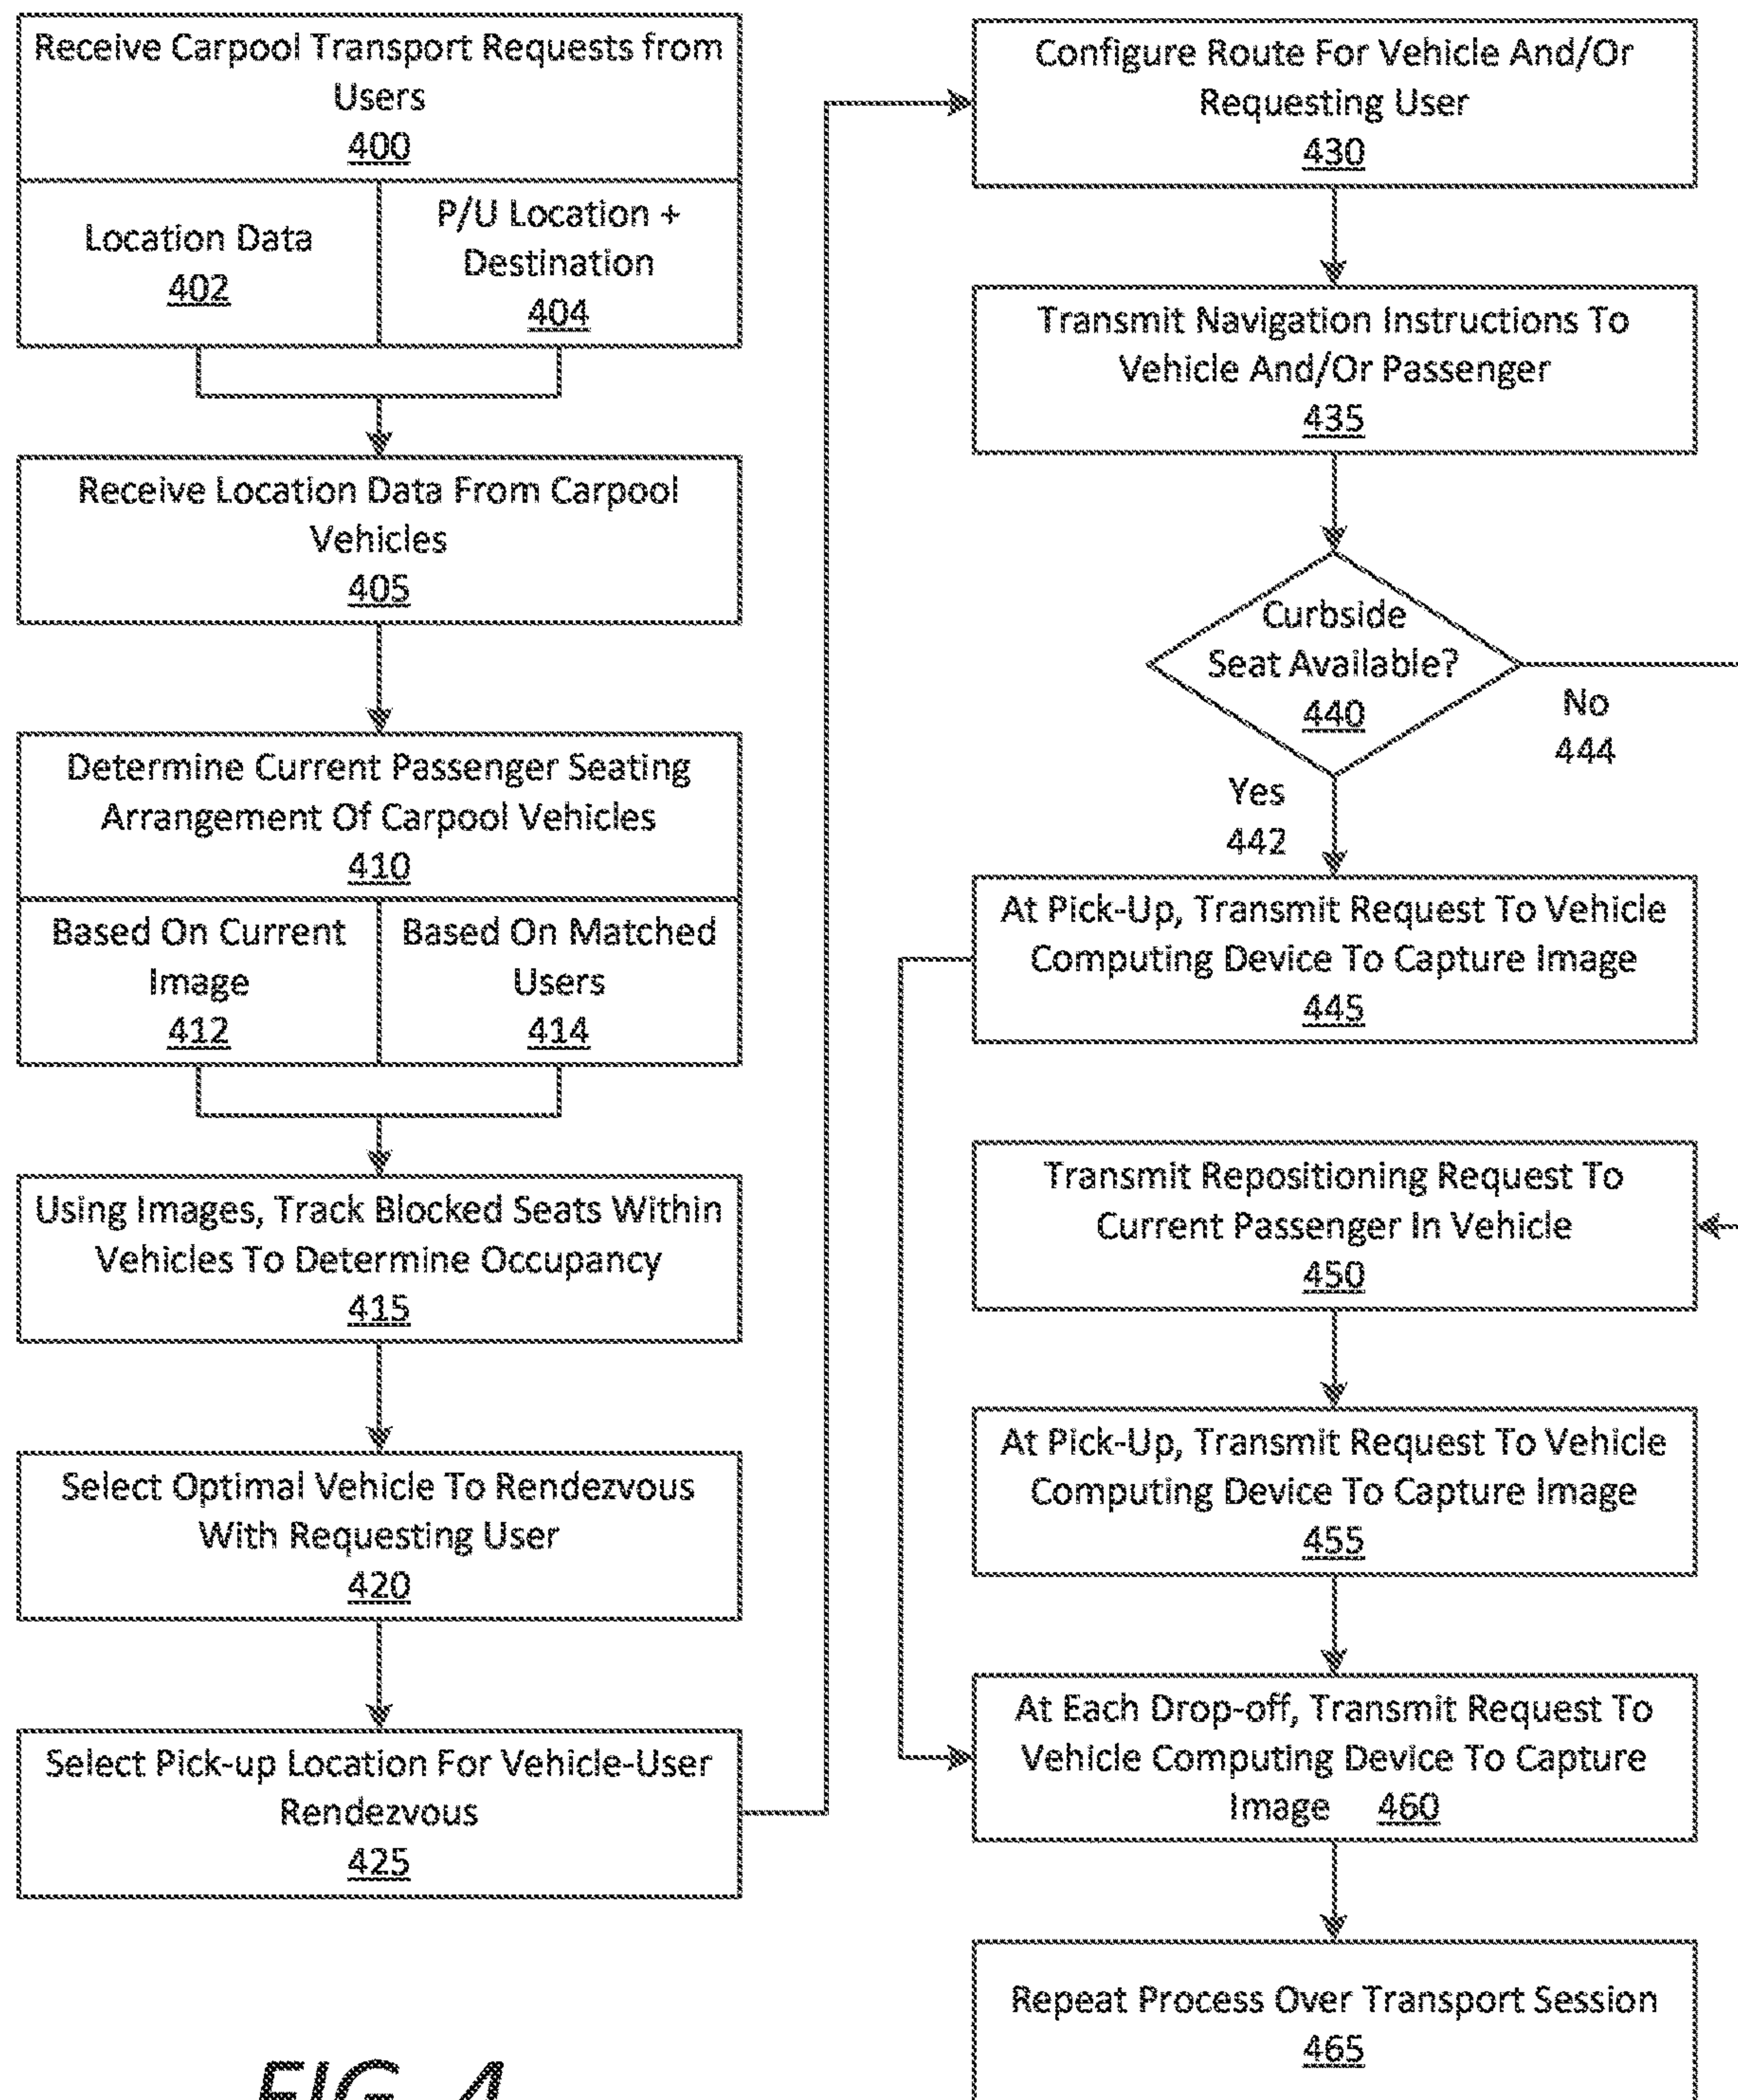 Receive Carpool Transport Requests from
Users
400
Location Data
402
P/U Location +
Destination
404
Receive Location Data From Carpool
Vehicles
405
Determine Current Passenger Seating
Arrangement Of Carpool Vehicles
410
Based On Current
Image
412
Based On Matched
Users
414
Using Images, Track Blocked Seats Within
Vehicles To Determine Occupancy
415
Select Optimal Vehicle To Rendezvous
With Requesting User
420
Select Pick-up Location For Vehicle-User
Rendezvous
425
Configure Route For Vehicle And/Or
Requesting User
430
Transmit Navigation Instructions To
Vehicle And/Or Passenger
435
Curbside
Seat Available?
440
No
444
Yes
442
At Pick-Up, Transmit Request To Vehicle
Computing Device To Capture Image
445
Transmit Repositioning Request To
Current Passenger In Vehicle
450
At Pick-Up, Transmit Request To Vehicle
Computing Device To Capture Image
455
At Each Drop-off, Transmit Request To
Vehicle Computing Device To Capture
Image 460
Repeat Process Over Transport Session
465
FIG. 4